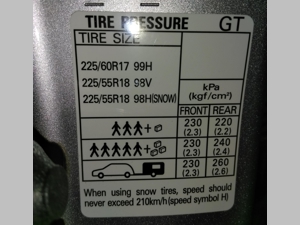 TIRE PRESSURE GT
TIRE SIZE
225/60R17 99H
225/55R18 98V
225/55R18 98H(SNOW)
kPa
(kgf/cm²)
FRONT REAR
230 220
(2.3) (2.2)
230 240
(2.3) (2.4)
230 260
(2.3) (2.6)
When using snow tires, speed should
never exceed 210km/h(speed symbol H)